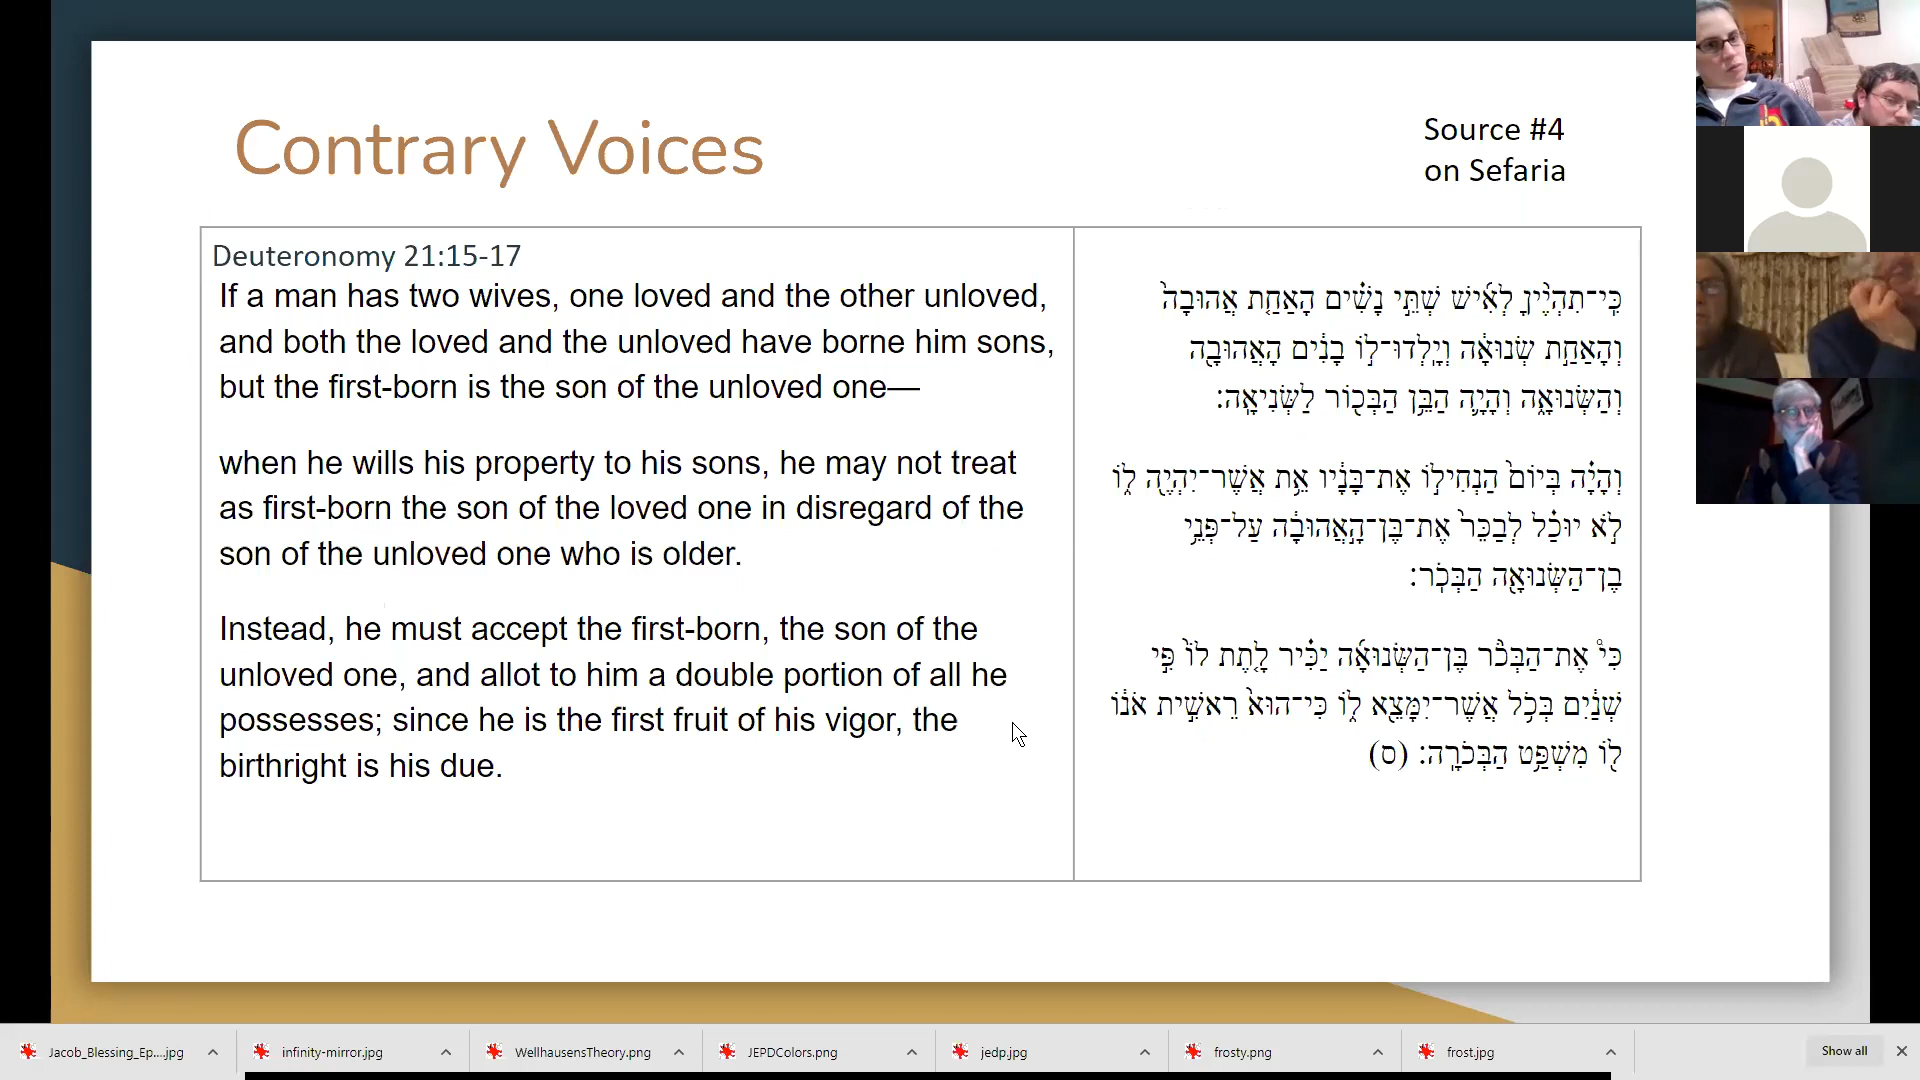 Contrary Voices
Source #4
on Sefaria
Deuteronomy 21:15-17
If a man has two wives, one loved and the other unloved,
and both the loved and the unloved have borne him sons,
but the first-born is the son of the unloved one—
when he wills his property to his sons, he may not treat
as first-born the son of the loved one in disregard of the
son of the unloved one who is older.
Instead, he must accept the first-born, the son of the
unloved one, and allot to him a double portion of all he
possesses; since he is the first fruit of his vigor, the
birthright is his due.
כִּֽי־תִהְיֶ֨יןָ לְאִ֜ישׁ שְׁתֵּ֣י נָשִׁ֗ים הָאַחַ֤ת אֲהוּבָה֙
וְהָאַחַ֣ת שְׂנוּאָ֔ה וְיָֽלְדוּ־ל֣וֹ בָנִ֔ים הָאֲהוּבָ֖ה
וְהַשְּׂנוּאָ֑ה וְהָיָ֛ה הַבֵּ֥ן הַבְּכ֖וֹר לַשְּׂנִיאָֽה׃
וְהָיָ֗ה בְּיוֹם֙ הַנְחִיל֣וֹ אֶת־בָּנָ֔יו אֵ֥ת אֲשֶׁר־יִהְיֶ֖ה ל֑וֹ
לֹ֣א יוּכַ֗ל לְבַכֵּר֙ אֶת־בֶּן־הָ֣אֲהוּבָ֔ה עַל־פְּנֵ֥י
בֶן־הַשְּׂנוּאָ֖ה הַבְּכֹֽר׃
כִּי֩ אֶת־הַבְּכֹ֨ר בֶּן־הַשְּׂנוּאָ֜ה יַכִּ֗יר לָ֤תֶת לוֹ֙ פִּ֣י
שְׁנַ֔יִם בְּכֹ֥ל אֲשֶׁר־יִמָּצֵ֖א ל֑וֹ כִּי־הוּא֙ רֵאשִׁ֣ית אֹנ֔וֹ
ל֖וֹ מִשְׁפַּ֥ט הַבְּכֹרָֽה׃ (ס)
Jacob_Blessing_Ep....jpg
infinity-mirror.jpg
WellhausensTheory.png
JEPDColors.png
jedp.jpg
frosty.png
frost.jpg
Show all